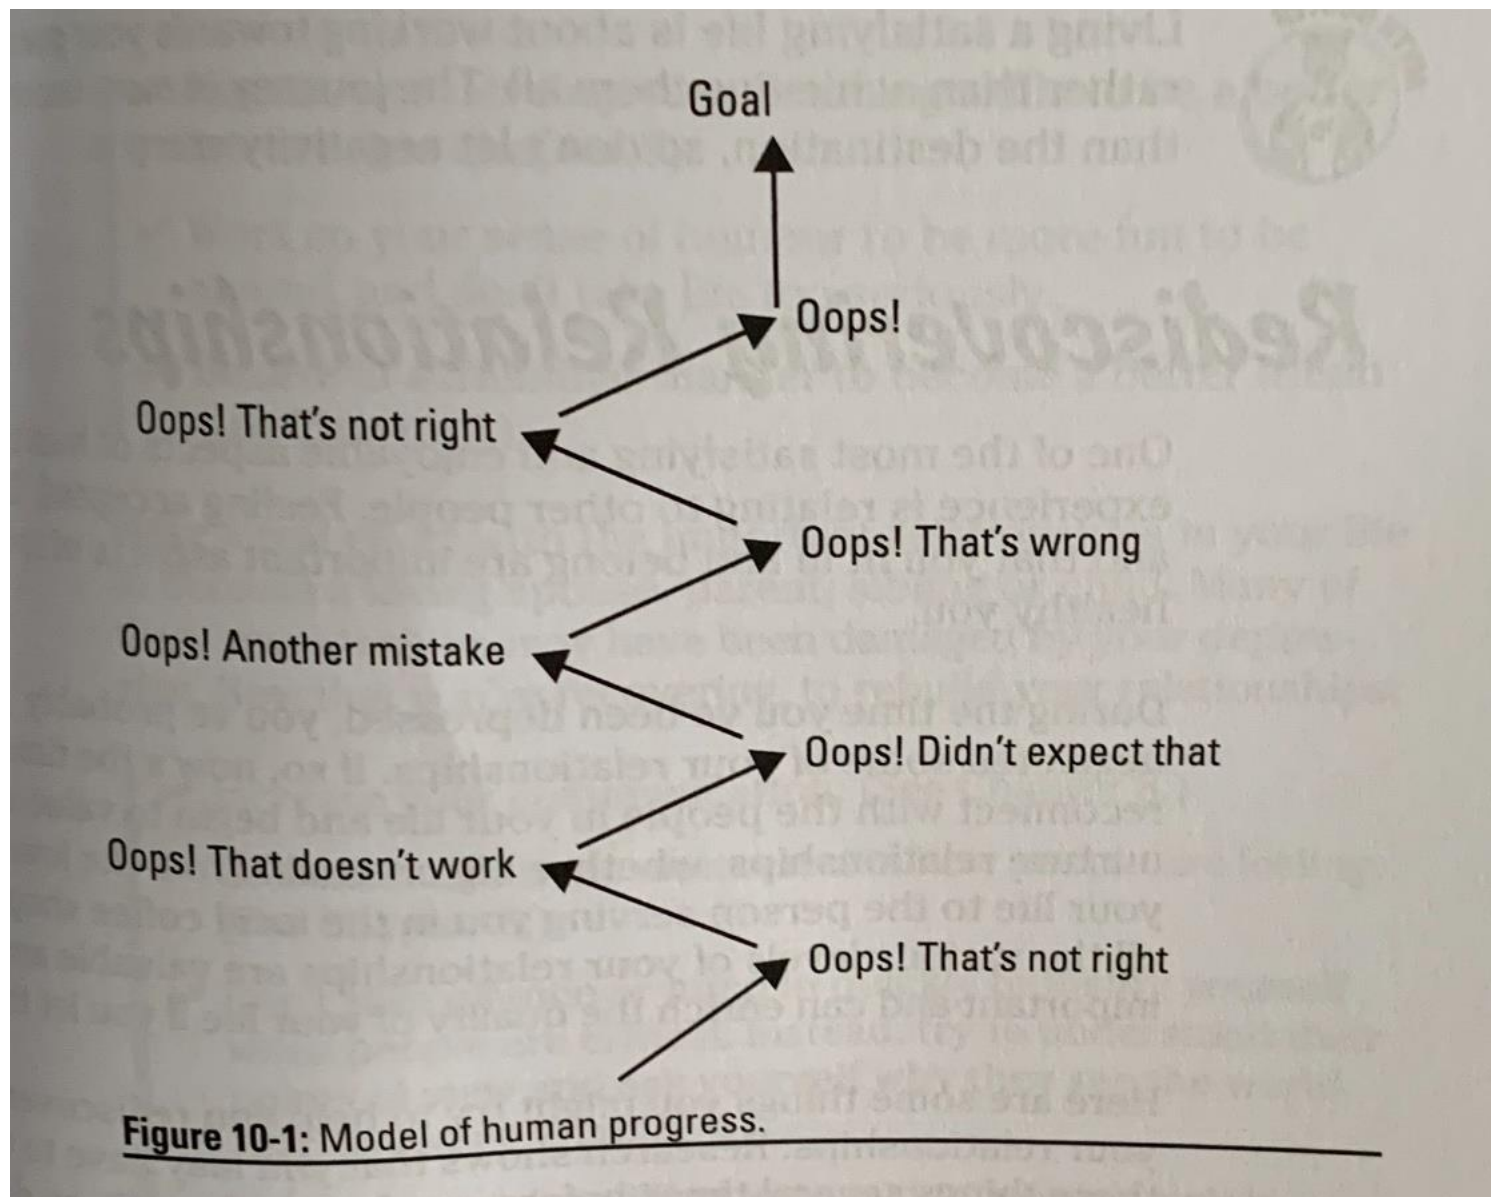 Goal
Oops!
Oops! That's not right
Oops! That's wrong
Oops! Another mistake
Oops! Didn't expect that
Oops! That doesn't work
Oops! That's not right
Figure 10-1: Model of human progress.